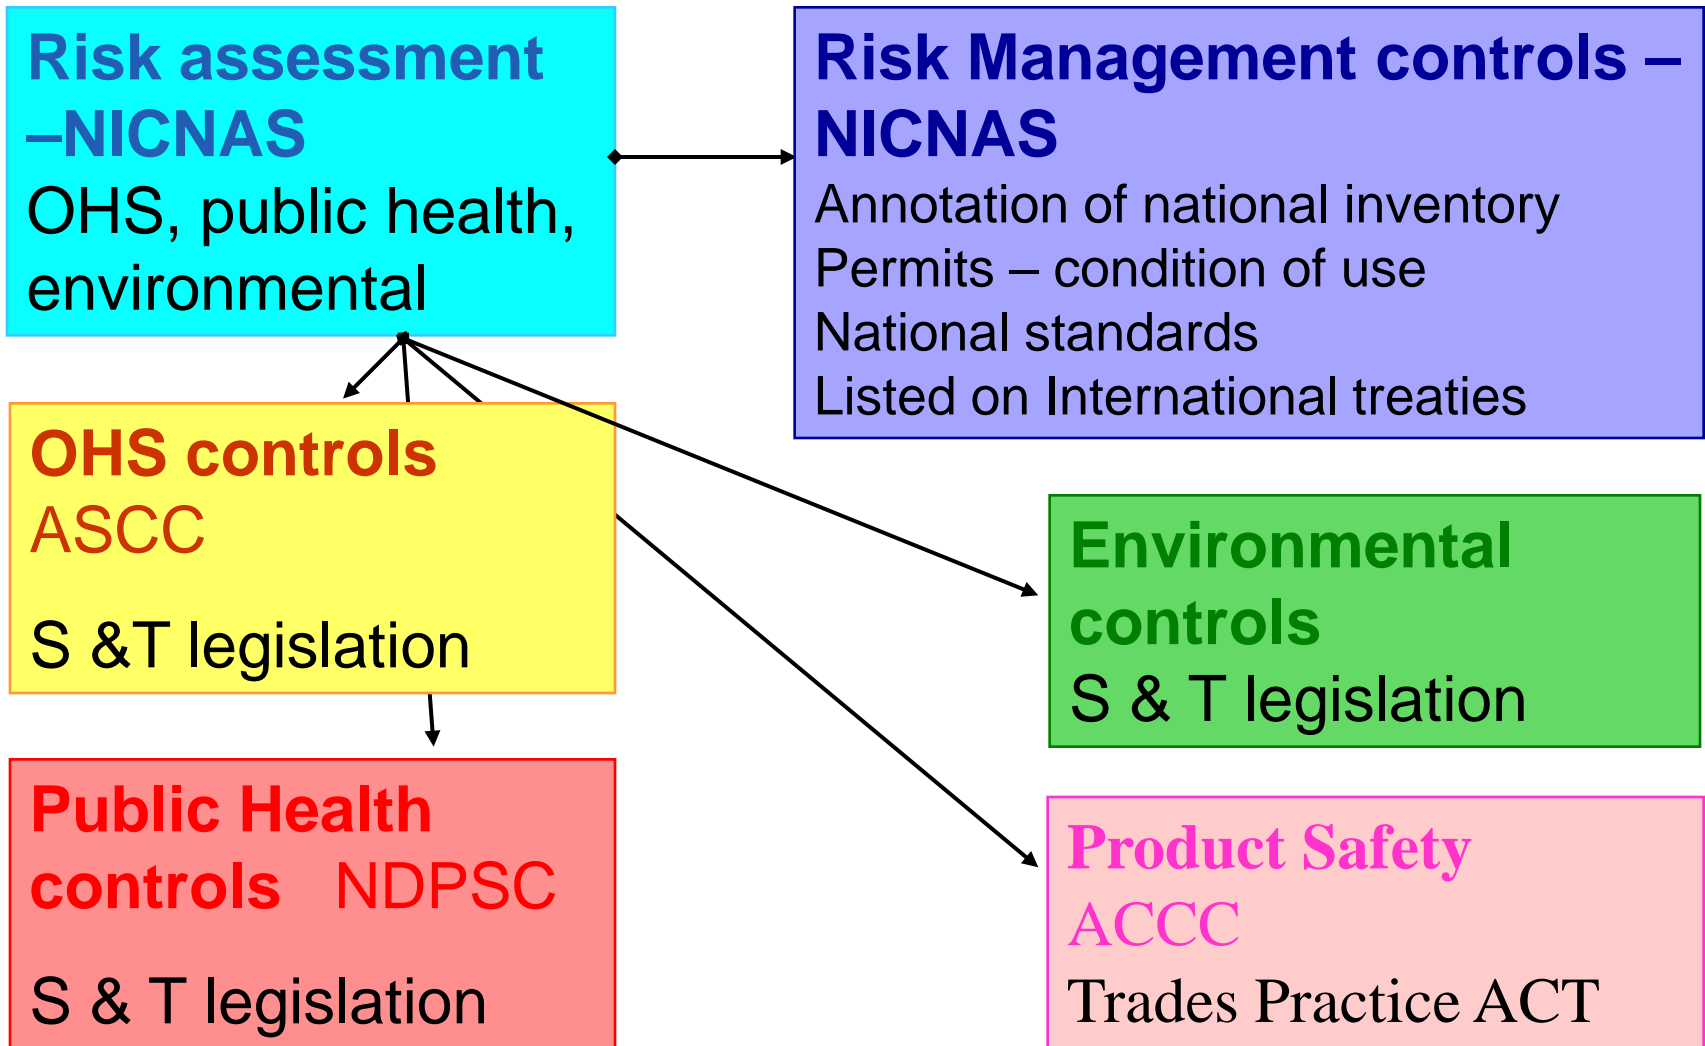 Risk assessment
–NICNAS
OHS, public health,
environmental
Risk Management controls –
NICNAS
Annotation of national inventory
Permits – condition of use
National standards
Listed on International treaties
OHS controls
ASCC
S &T legislation
Environmental
controls
S & T legislation
Public Health
controls NDPSC
S & T legislation
Product Safety
ACCC
Trades Practice ACT